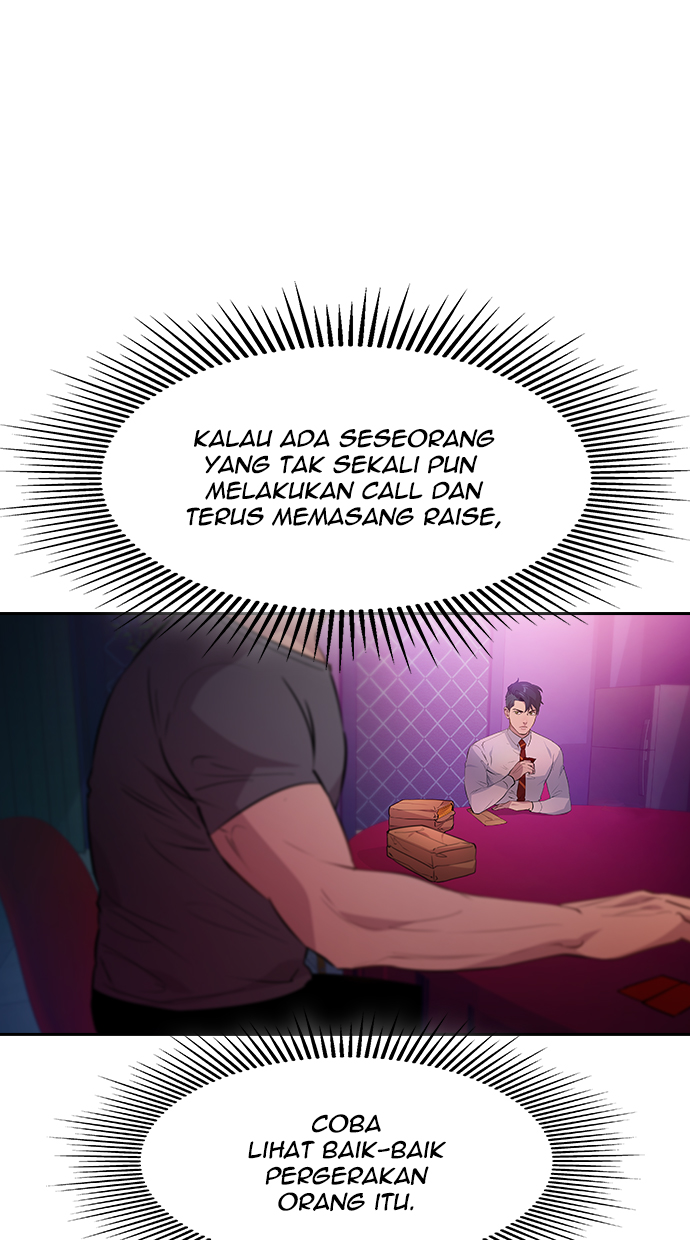 KALAU ADA SESEORANG
YANG TAK SEKALI PUN
MELAKUKAN CALL DAN
TERUS MEMASANG RAISE,
COBA
LIHAT BAIK-BAIK
PERGERAKAN
ORANG ITU.